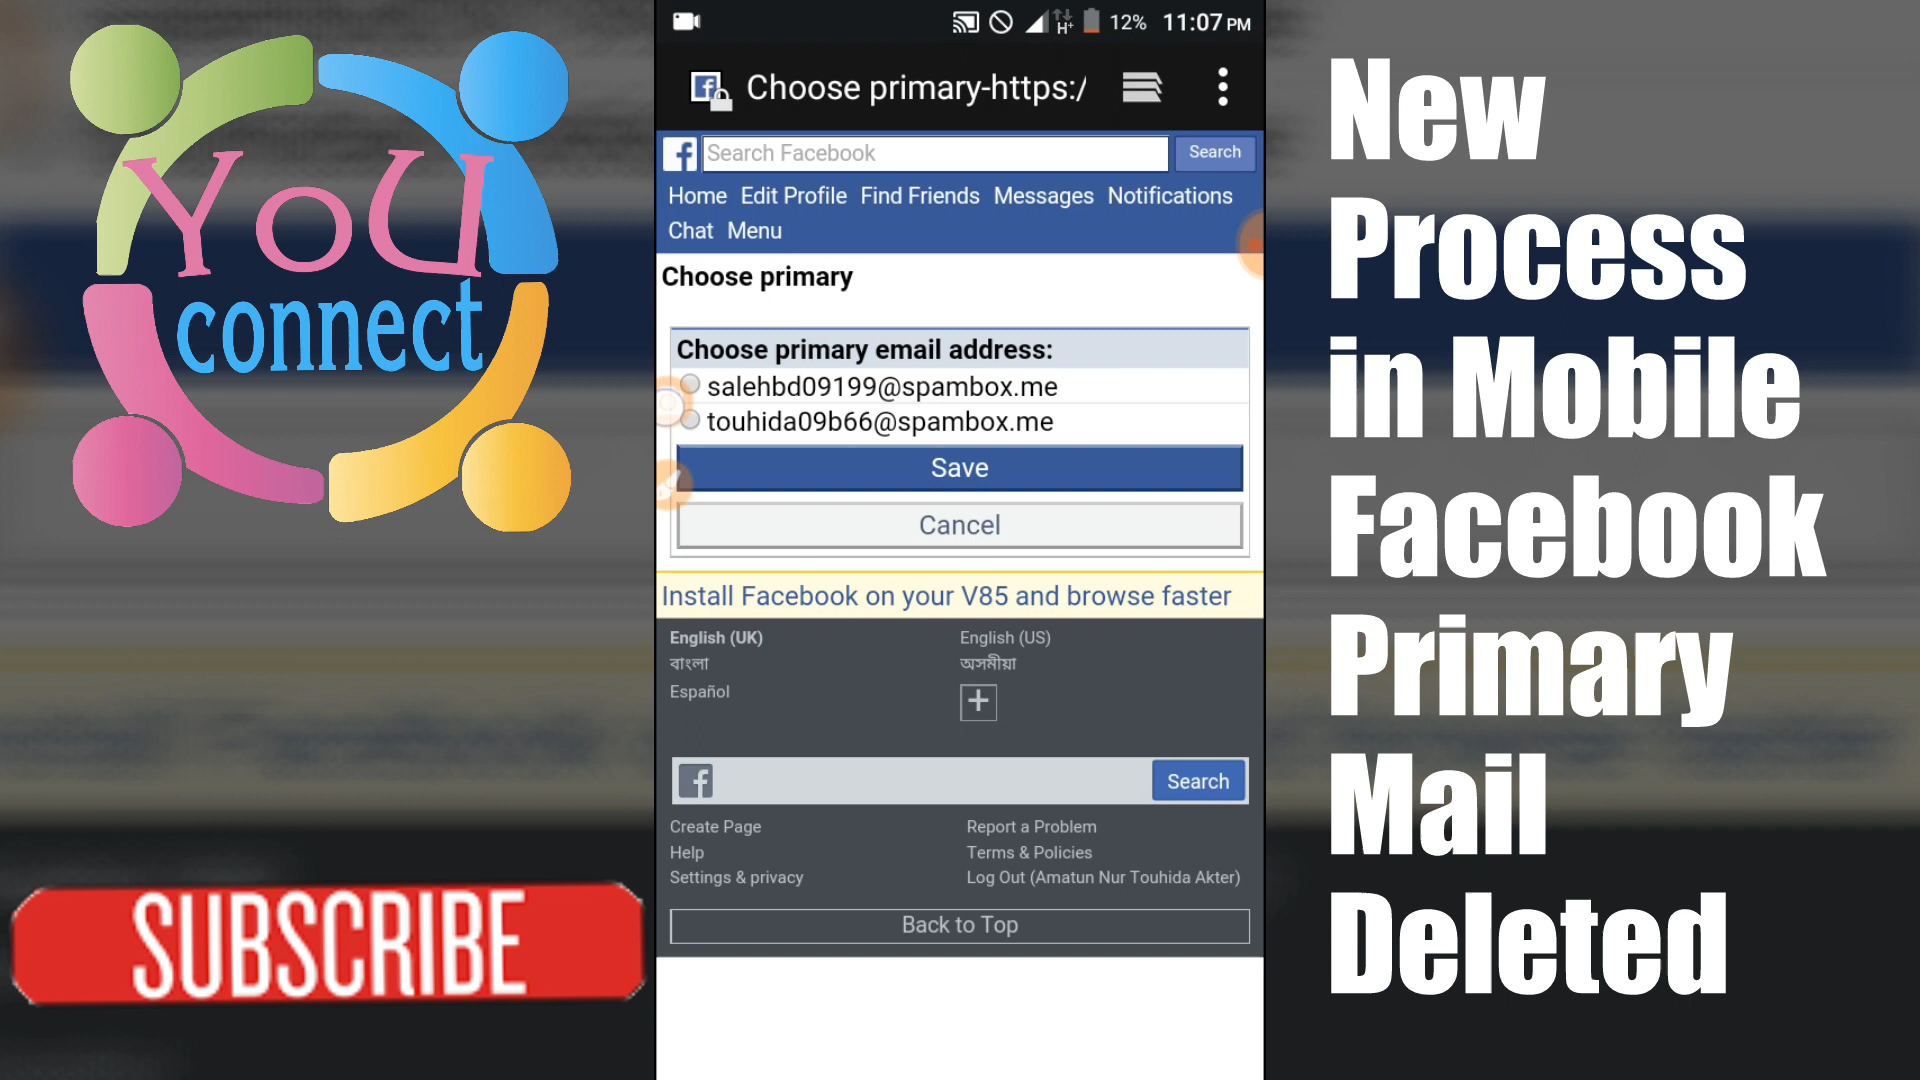 YoU
connect
SUBSCRIBE
H+ 12% 11:07 PM
Choose primary-https:/
Search Facebook Search
Home Edit Profile Find Friends Messages Notifications
Chat Menu
Choose primary
Choose primary email address:
salehbd09199@spambox.me
touhida09b66@spambox.me
Save
Cancel
Install Facebook on your V85 and browse faster
English (UK) English (US)
বাংলা অসমীয়া
Español
Search
Create Page Report a Problem
Help Terms & Policies
Settings & privacy Log Out (Amatun Nur Touhida Akter)
Back to Top
New
Process
in Mobile
Facebook
Primary
Mail
Deleted